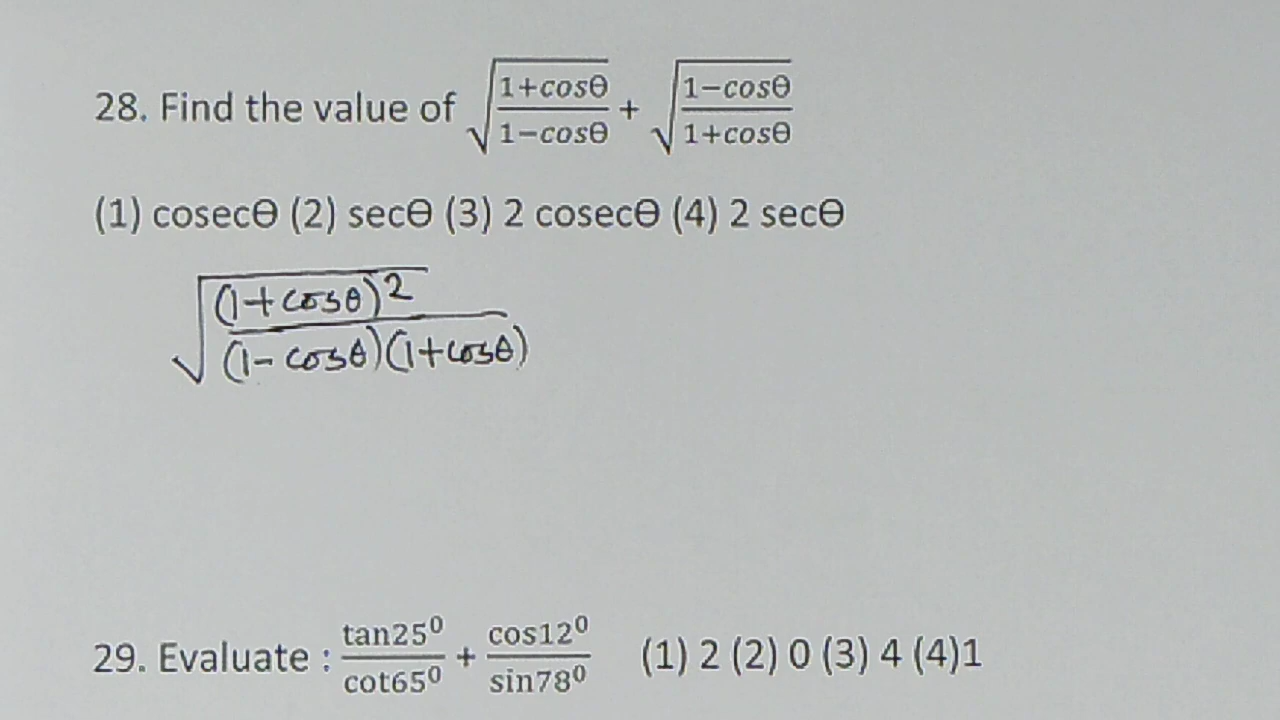 28. Find the value of √((1+cosθ)/(1−cosθ)) + √((1−cosθ)/(1+cosθ))
(1) cosecθ (2) secθ (3) 2 cosecθ (4) 2 secθ
√((1+cosθ)²/((1-cosθ)(1+cosθ)))
29. Evaluate : tan25⁰/cot65⁰ + cos12⁰/sin78⁰ (1) 2 (2) 0 (3) 4 (4)1